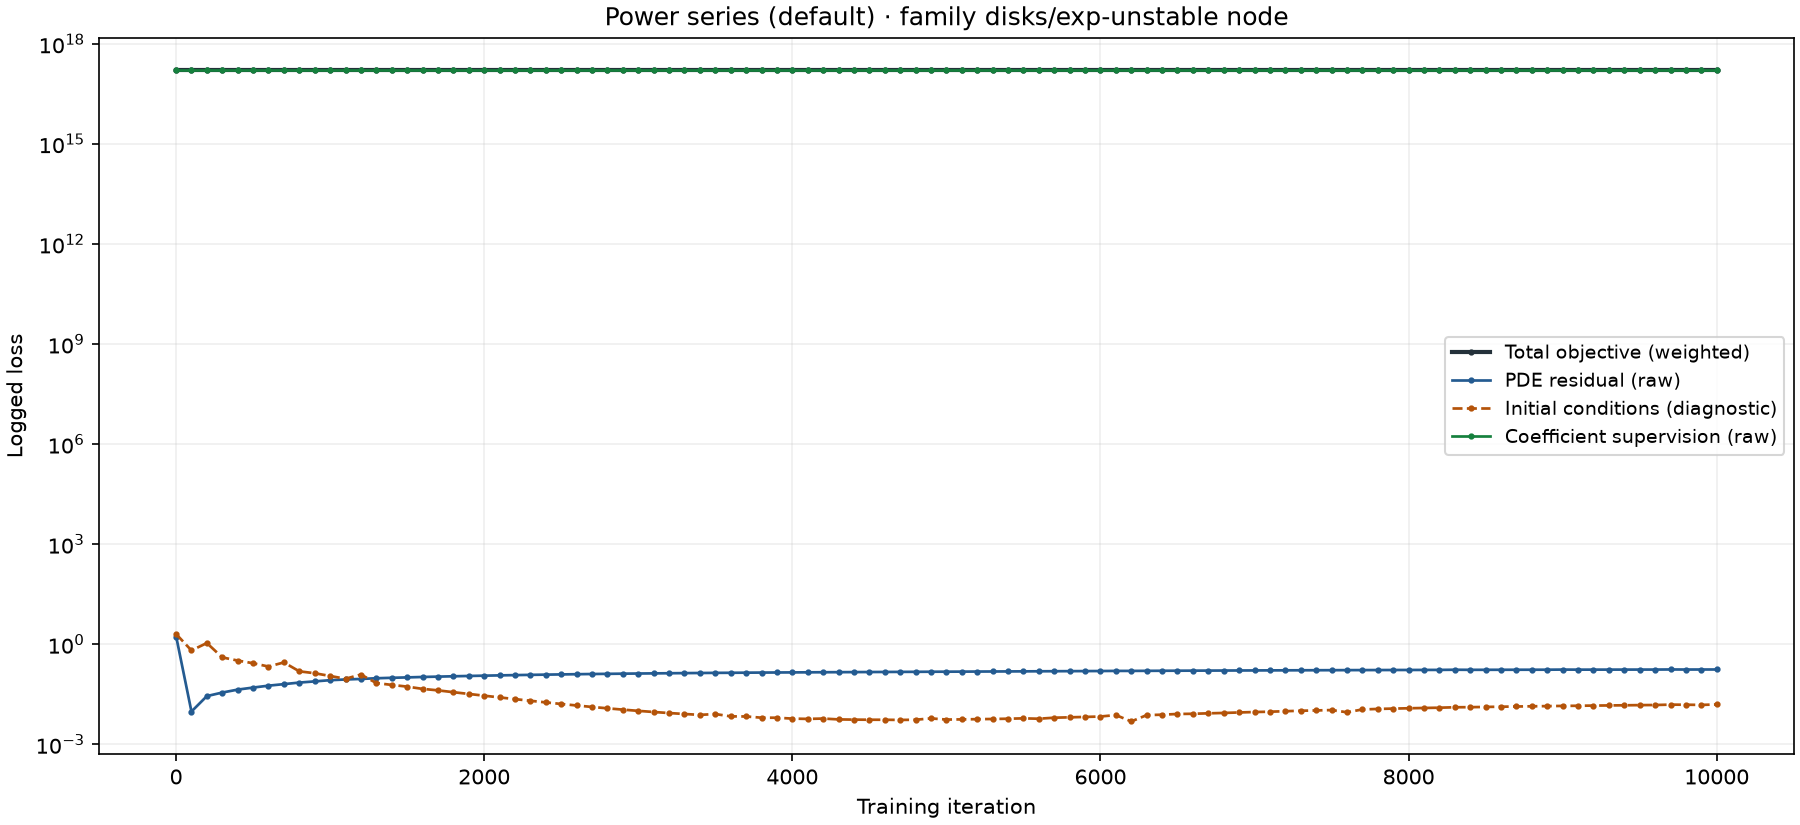 Power series (default) · family disks/exp-unstable node
10^18
10^15
10^12
10^9
10^6
10^3
10^0
10^-3
Logged loss
Total objective (weighted)
PDE residual (raw)
Initial conditions (diagnostic)
Coefficient supervision (raw)
0 2000 4000 6000 8000 10000
Training iteration